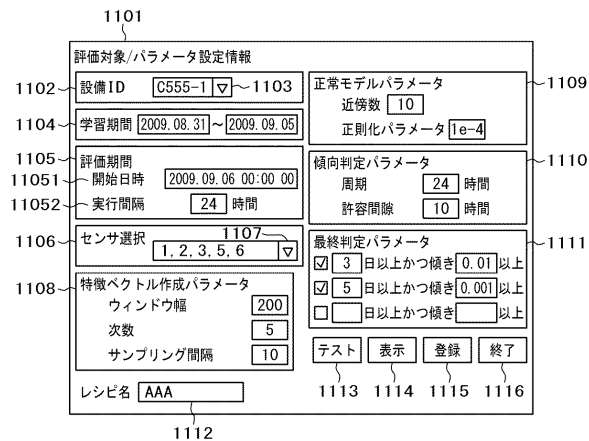 1101
評価対象/パラメータ設定情報
1102 設備ID C555-1 ▽ 1103
1104 学習期間 2009.08.31 ~ 2009.09.05
1105 評価期間
11051 開始日時 2009.09.06 00:00 00
11052 実行間隔 24 時間
1106 センサ選択 1107
1,2,3,5,6 ▽
1108 特徴ベクトル作成パラメータ
ウィンドウ幅 200
次数 5
サンプリング間隔 10
レシピ名 AAA
1112
正常モデルパラメータ 1109
近傍数 10
正則化パラメータ 1e-4
傾向判定パラメータ 1110
周期 24 時間
許容間隙 10 時間
最終判定パラメータ 1111
☑ 3 日以上かつ傾き 0.01 以上
☑ 5 日以上かつ傾き 0.001 以上
☐ 日以上かつ傾き 以上
テスト 表示 登録 終了
1113 1114 1115 1116